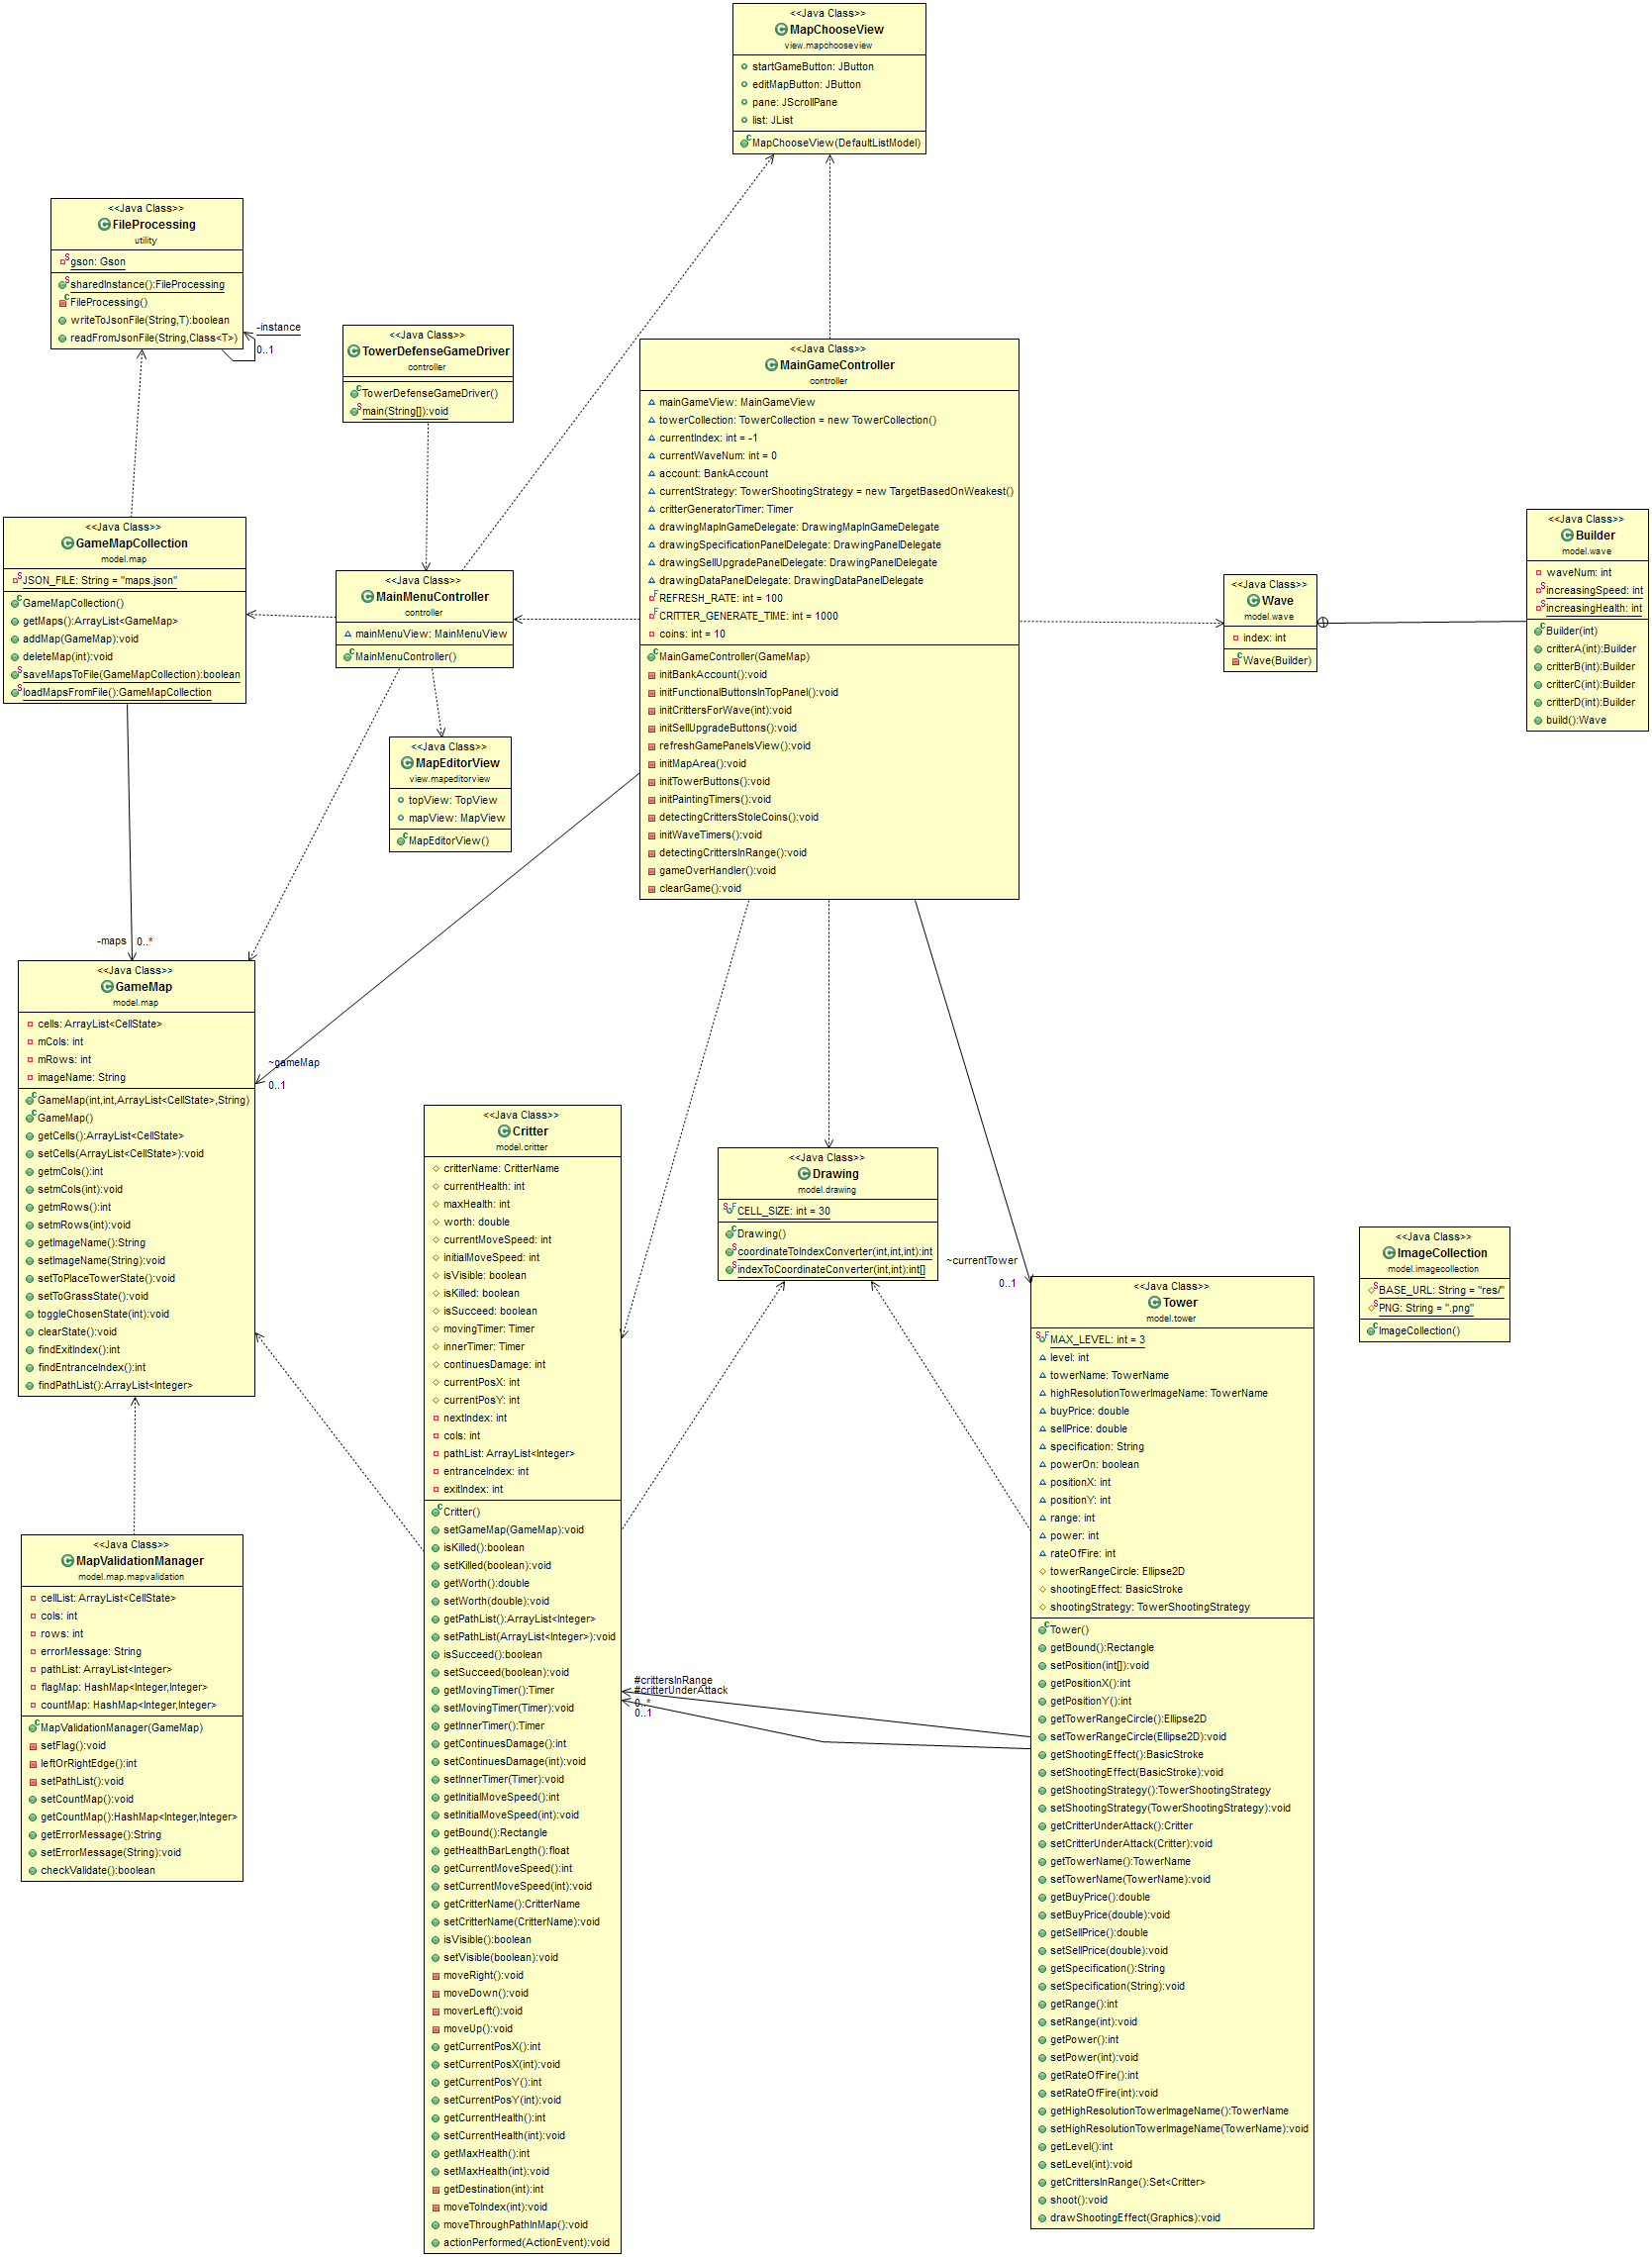 <<Java Class>>
MapChooseView
view.mapchooseview
startGameButton: JButton
editMapButton: JButton
pane: JScrollPane
list: JList
MapChooseView(DefaultListModel)
<<Java Class>>
FileProcessing
utility
gson: Gson
sharedInstance():FileProcessing
FileProcessing()
writeToJsonFile(String,T):boolean
readFromJsonFile(String,Class<T>)
-instance
0..1
<<Java Class>>
TowerDefenseGameDriver
controller
TowerDefenseGameDriver()
main(String[]):void
<<Java Class>>
MainGameController
controller
mainGameView: MainGameView
towerCollection: TowerCollection = new TowerCollection()
currentIndex: int = -1
currentWaveNum: int = 0
account: BankAccount
currentStrategy: TowerShootingStrategy = new TargetBasedOnWeakest()
critterGeneratorTimer: Timer
drawingMapInGameDelegate: DrawingMapInGameDelegate
drawingSpecificationPanelDelegate: DrawingPanelDelegate
drawingSellUpgradePanelDelegate: DrawingPanelDelegate
drawingDataPanelDelegate: DrawingDataPanelDelegate
REFRESH_RATE: int = 100
CRITTER_GENERATE_TIME: int = 1000
coins: int = 10
MainGameController(GameMap)
initBankAccount():void
initFunctionalButtonsInTopPanel():void
initCrittersForWave(int):void
initSellUpgradeButtons():void
refreshGamePanelsView():void
initMapArea():void
initTowerButtons():void
initPaintingTimers():void
detectingCrittersStoleCoins():void
initWaveTimers():void
detectingCrittersInRange():void
gameOverHandler():void
clearGame():void
<<Java Class>>
GameMapCollection
model.map
JSON_FILE: String = "maps.json"
GameMapCollection()
getMaps():ArrayList<GameMap>
addMap(GameMap):void
deleteMap(int):void
saveMapsToFile(GameMapCollection):boolean
loadMapsFromFile():GameMapCollection
<<Java Class>>
MainMenuController
controller
mainMenuView: MainMenuView
MainMenuController()
<<Java Class>>
Wave
model.wave
index: int
Wave(Builder)
<<Java Class>>
Builder
model.wave
waveNum: int
increasingSpeed: int
increasingHealth: int
Builder(int)
critterA(int):Builder
critterB(int):Builder
critterC(int):Builder
critterD(int):Builder
build():Wave
<<Java Class>>
MapEditorView
view.mapeditorview
topView: TopView
mapView: MapView
MapEditorView()
-maps
0..*
<<Java Class>>
GameMap
model.map
cells: ArrayList<CellState>
mCols: int
mRows: int
imageName: String
GameMap(int,int,ArrayList<CellState>,String)
GameMap()
getCells():ArrayList<CellState>
setCells(ArrayList<CellState>):void
getmCols():int
setmCols(int):void
getmRows():int
setmRows(int):void
getImageName():String
setImageName(String):void
setToPlaceTowerState():void
setToGrassState():void
toggleChosenState(int):void
clearState():void
findExitIndex():int
findEntranceIndex():int
findPathList():ArrayList<Integer>
~gameMap
0..1
<<Java Class>>
Critter
model.critter
critterName: CritterName
currentHealth: int
maxHealth: int
worth: double
currentMoveSpeed: int
initialMoveSpeed: int
isVisible: boolean
isKilled: boolean
isSucceed: boolean
movingTimer: Timer
innerTimer: Timer
continuesDamage: int
currentPosX: int
currentPosY: int
nextIndex: int
cols: int
pathList: ArrayList<Integer>
entranceIndex: int
exitIndex: int
Critter()
setGameMap(GameMap):void
isKilled():boolean
setKilled(boolean):void
getWorth():double
setWorth(double):void
getPathList():ArrayList<Integer>
setPathList(ArrayList<Integer>):void
isSucceed():boolean
setSucceed(boolean):void
getMovingTimer():Timer
setMovingTimer(Timer):void
getInnerTimer():Timer
getContinuesDamage():int
setContinuesDamage(int):void
setInnerTimer(Timer):void
getInitialMoveSpeed():int
setInitialMoveSpeed(int):void
getBound():Rectangle
getHealthBarLength():float
getCurrentMoveSpeed():int
setCurrentMoveSpeed(int):void
getCritterName():CritterName
setCritterName(CritterName):void
isVisible():boolean
setVisible(boolean):void
moveRight():void
moveDown():void
moverLeft():void
moveUp():void
getCurrentPosX():int
setCurrentPosX(int):void
getCurrentPosY():int
setCurrentPosY(int):void
getCurrentHealth():int
setCurrentHealth(int):void
getMaxHealth():int
setMaxHealth(int):void
getDestination(int):int
moveToIndex(int):void
moveThroughPathInMap():void
actionPerformed(ActionEvent):void
<<Java Class>>
Drawing
model.drawing
CELL_SIZE: int = 30
Drawing()
coordinateToIndexConverter(int,int,int):int
indexToCoordinateConverter(int,int):int[]
~currentTower
0..1
<<Java Class>>
Tower
model.tower
MAX_LEVEL: int = 3
level: int
towerName: TowerName
highResolutionTowerImageName: TowerName
buyPrice: double
sellPrice: double
specification: String
powerOn: boolean
positionX: int
positionY: int
range: int
power: int
rateOfFire: int
towerRangeCircle: Ellipse2D
shootingEffect: BasicStroke
shootingStrategy: TowerShootingStrategy
Tower()
getBound():Rectangle
setPosition(int[]):void
getPositionX():int
getPositionY():int
getTowerRangeCircle():Ellipse2D
setTowerRangeCircle(Ellipse2D):void
getShootingEffect():BasicStroke
setShootingEffect(BasicStroke):void
getShootingStrategy():TowerShootingStrategy
setShootingStrategy(TowerShootingStrategy):void
getCritterUnderAttack():Critter
setCritterUnderAttack(Critter):void
getTowerName():TowerName
setTowerName(TowerName):void
getBuyPrice():double
setBuyPrice(double):void
getSellPrice():double
setSellPrice(double):void
getSpecification():String
setSpecification(String):void
getRange():int
setRange(int):void
getPower():int
setPower(int):void
getRateOfFire():int
setRateOfFire(int):void
getHighResolutionTowerImageName():TowerName
setHighResolutionTowerImageName(TowerName):void
getLevel():int
setLevel(int):void
getCrittersInRange():Set<Critter>
shoot():void
drawShootingEffect(Graphics):void
<<Java Class>>
ImageCollection
model.imagecollection
BASE_URL: String = "res/"
PNG: String = ".png"
ImageCollection()
<<Java Class>>
MapValidationManager
model.map.mapvalidation
cellList: ArrayList<CellState>
cols: int
rows: int
errorMessage: String
pathList: ArrayList<Integer>
flagMap: HashMap<Integer,Integer>
countMap: HashMap<Integer,Integer>
MapValidationManager(GameMap)
setFlag():void
leftOrRightEdge():int
setPathList():void
setCountMap():void
getCountMap():HashMap<Integer,Integer>
getErrorMessage():String
setErrorMessage(String):void
checkValidate():boolean
#crittersInRange
#critterUnderAttack
0..*
0..1